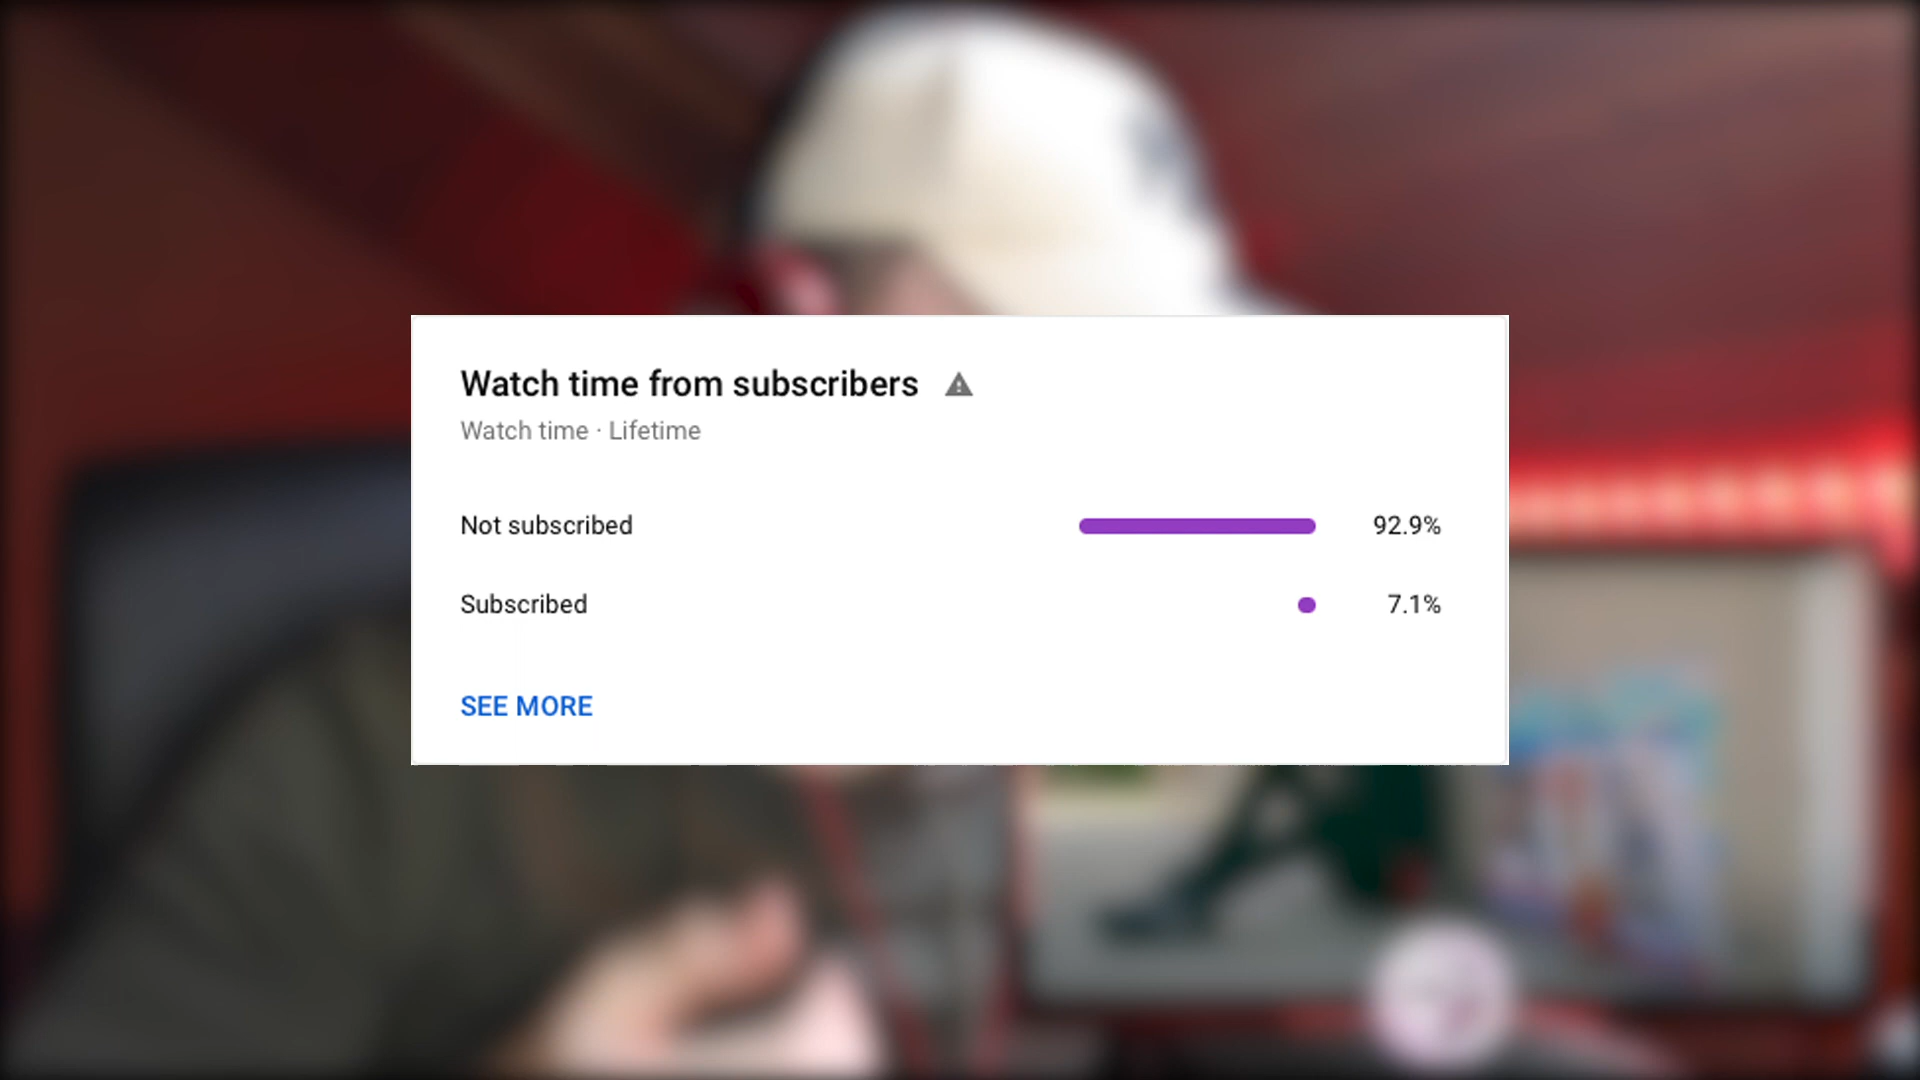 Watch time from subscribers
Watch time · Lifetime
Not subscribed 92.9%
Subscribed 7.1%
SEE MORE